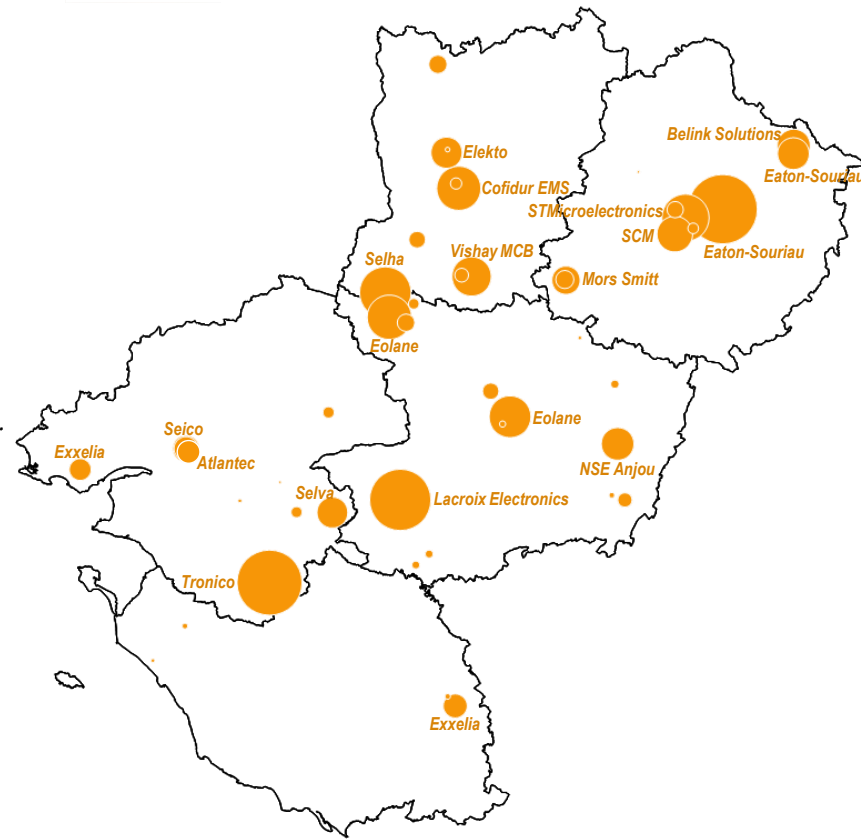 Belink Solutions
Elekto
Eaton-Souriau
Cofidur EMS
STMicroelectronics
SCM
Eaton-Souriau
Vishay MCB
Selha
Mors Smitt
Eolane
Eolane
Seico
Exxelia
Atlantec
NSE Anjou
Selva
Lacroix Electronics
Tronico
Exxelia